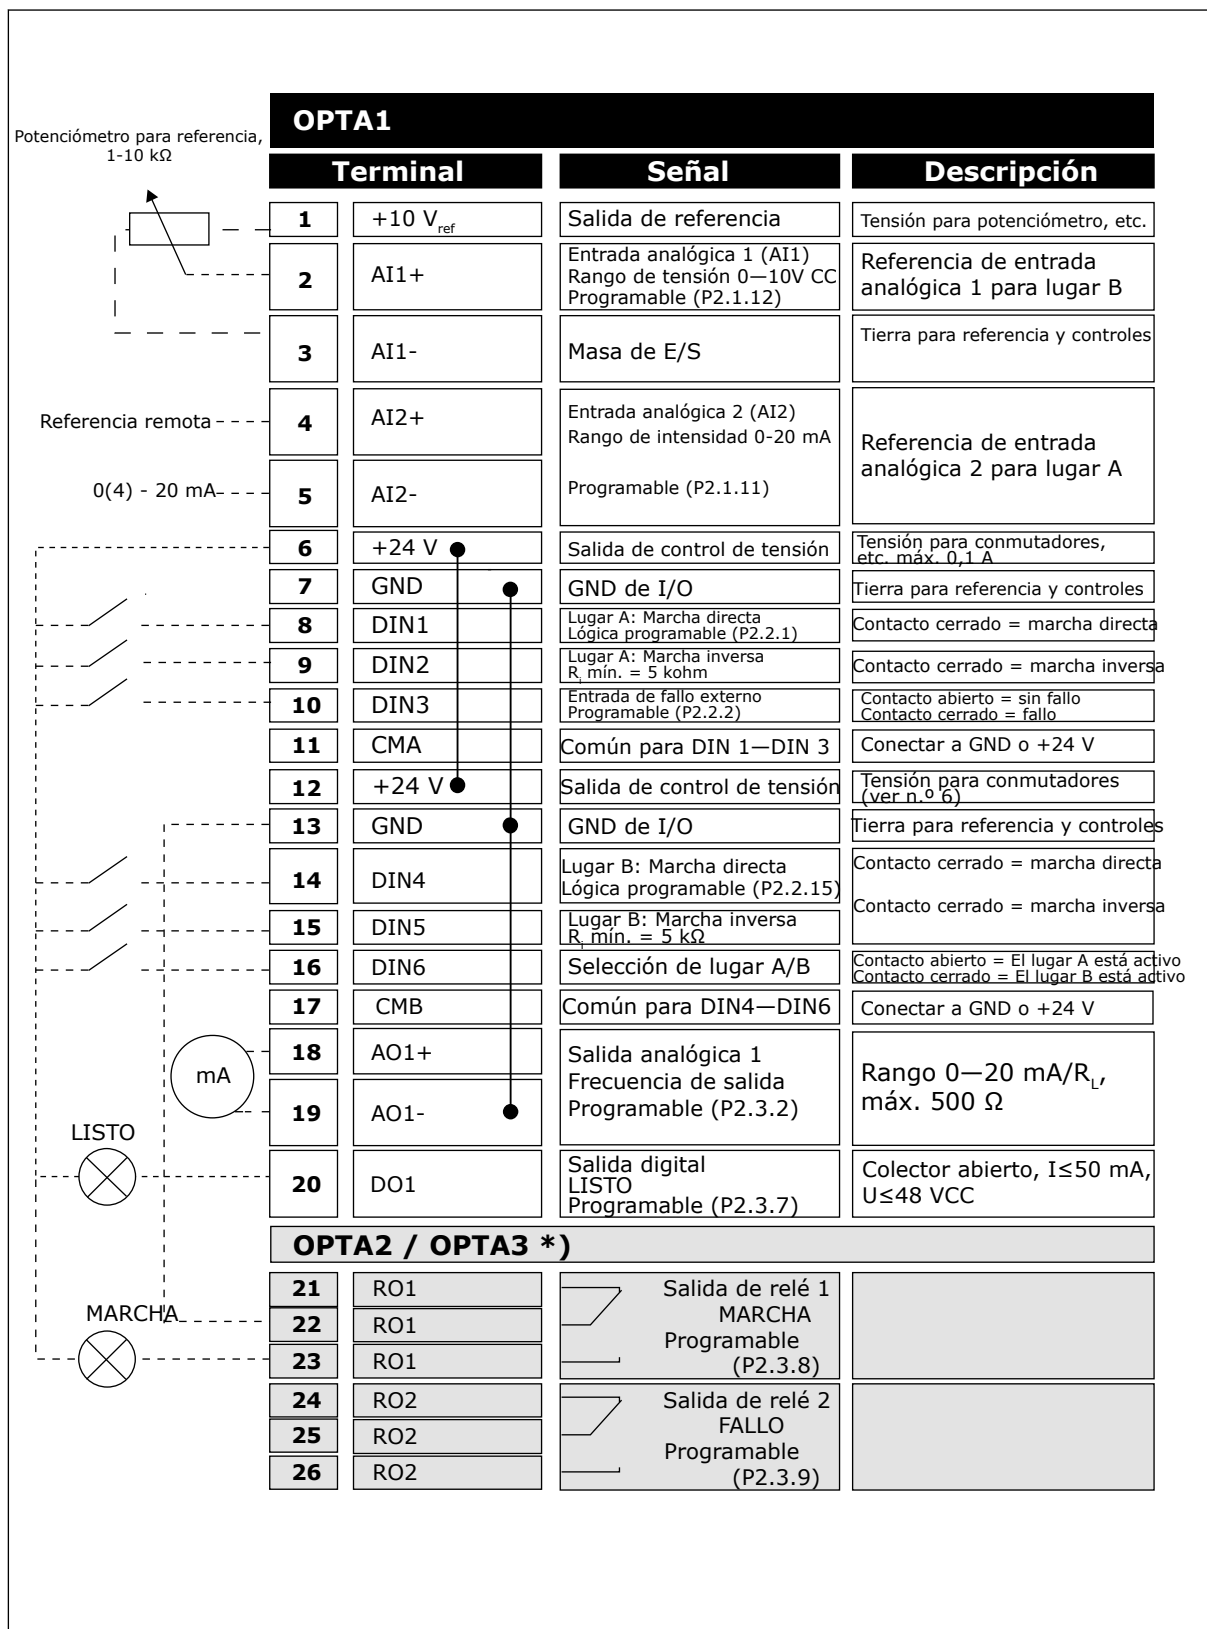 OPTA1
Potenciómetro para referencia,
1-10 kΩ
Terminal Señal Descripción
1 +10 Vref Salida de referencia Tensión para potenciómetro, etc.
2 AI1+ Entrada analógica 1 (AI1)
Rango de tensión 0—10V CC
Programable (P2.1.12)
Referencia de entrada
analógica 1 para lugar B
3 AI1- Masa de E/S Tierra para referencia y controles
Referencia remota
4 AI2+ Entrada analógica 2 (AI2)
Rango de intensidad 0-20 mA
Referencia de entrada
analógica 2 para lugar A
0(4) - 20 mA
5 AI2- Programable (P2.1.11)
6 +24 V Salida de control de tensión Tensión para conmutadores,
etc. máx. 0,1 A
7 GND GND de I/O Tierra para referencia y controles
8 DIN1 Lugar A: Marcha directa
Lógica programable (P2.2.1)
Contacto cerrado = marcha directa
9 DIN2 Lugar A: Marcha inversa
Ri mín. = 5 kohm
Contacto cerrado = marcha inversa
10 DIN3 Entrada de fallo externo
Programable (P2.2.2)
Contacto abierto = sin fallo
Contacto cerrado = fallo
11 CMA Común para DIN 1—DIN 3 Conectar a GND o +24 V
12 +24 V Salida de control de tensión Tensión para conmutadores
(ver n.º 6)
13 GND GND de I/O Tierra para referencia y controles
14 DIN4 Lugar B: Marcha directa
Lógica programable (P2.2.15)
Contacto cerrado = marcha directa
Contacto cerrado = marcha inversa
15 DIN5 Lugar B: Marcha inversa
Ri mín. = 5 kΩ
16 DIN6 Selección de lugar A/B Contacto abierto = El lugar A está activo
Contacto cerrado = El lugar B está activo
17 CMB Común para DIN4—DIN6 Conectar a GND o +24 V
mA
18 AO1+ Salida analógica 1
Frecuencia de salida
Programable (P2.3.2)
Rango 0—20 mA/RL,
máx. 500 Ω
19 AO1-
LISTO
20 DO1 Salida digital
LISTO
Programable (P2.3.7)
Colector abierto, I≤50 mA,
U≤48 VCC
OPTA2 / OPTA3 *)
21 RO1 Salida de relé 1
MARCHA
22 RO1 MARCHA
Programable
23 RO1 (P2.3.8)
24 RO2 Salida de relé 2
25 RO2 FALLO
Programable
26 RO2 (P2.3.9)